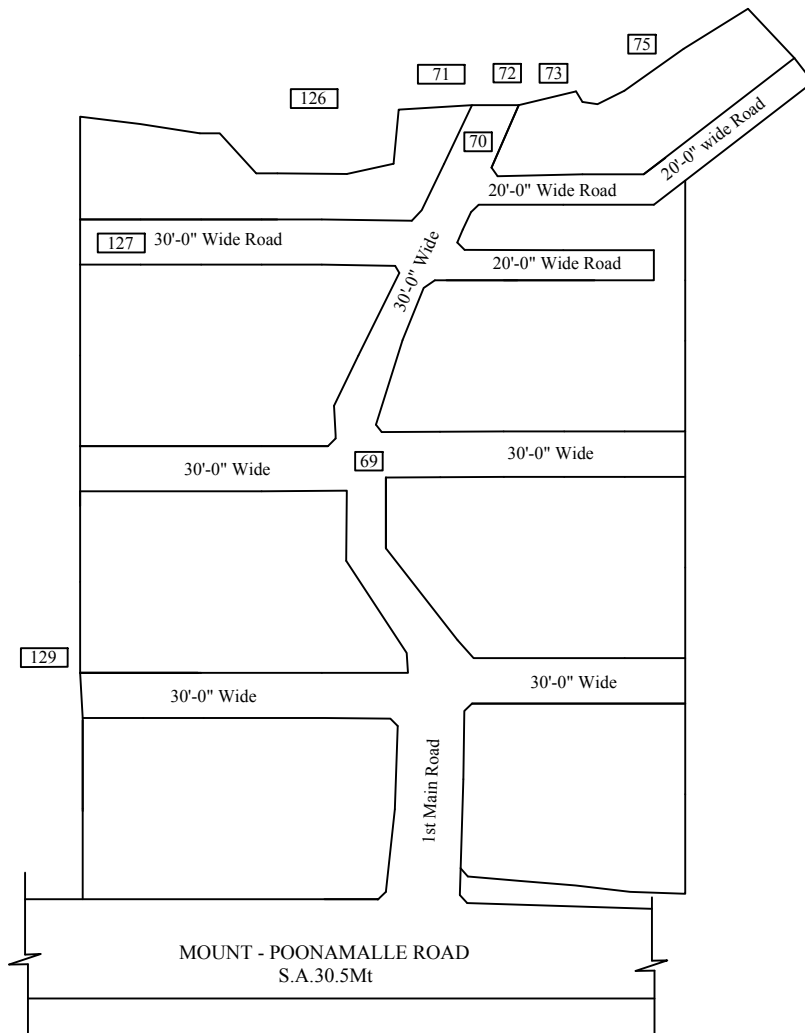 75
71
72
73
126
70
20'-0" wide Road
20'-0" Wide Road
127
30'-0" Wide Road
30'-0" Wide
20'-0" Wide Road
69
30'-0" Wide
30'-0" Wide
129
30'-0" Wide
30'-0" Wide
1st Main Road
MOUNT - POONAMALLE ROAD
S.A.30.5Mt